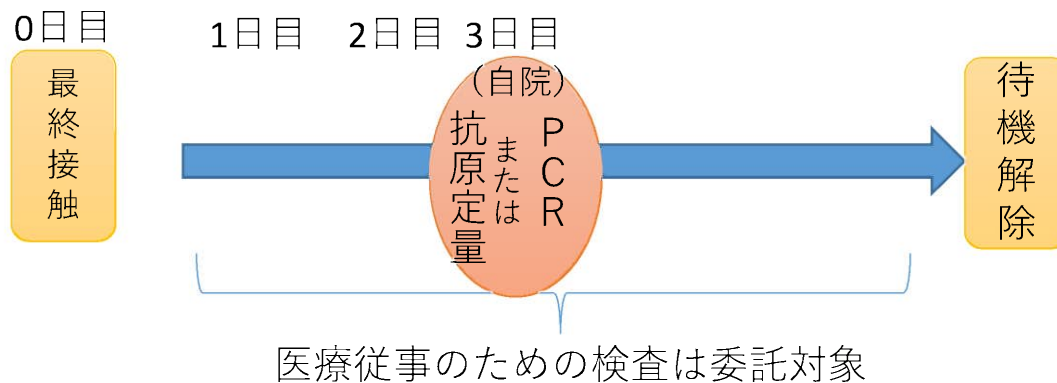 0日目
1日目 2日目 3日目
最終接触
(自院)
PCR
または
抗原定量
待機解除
医療従事のための検査は委託対象